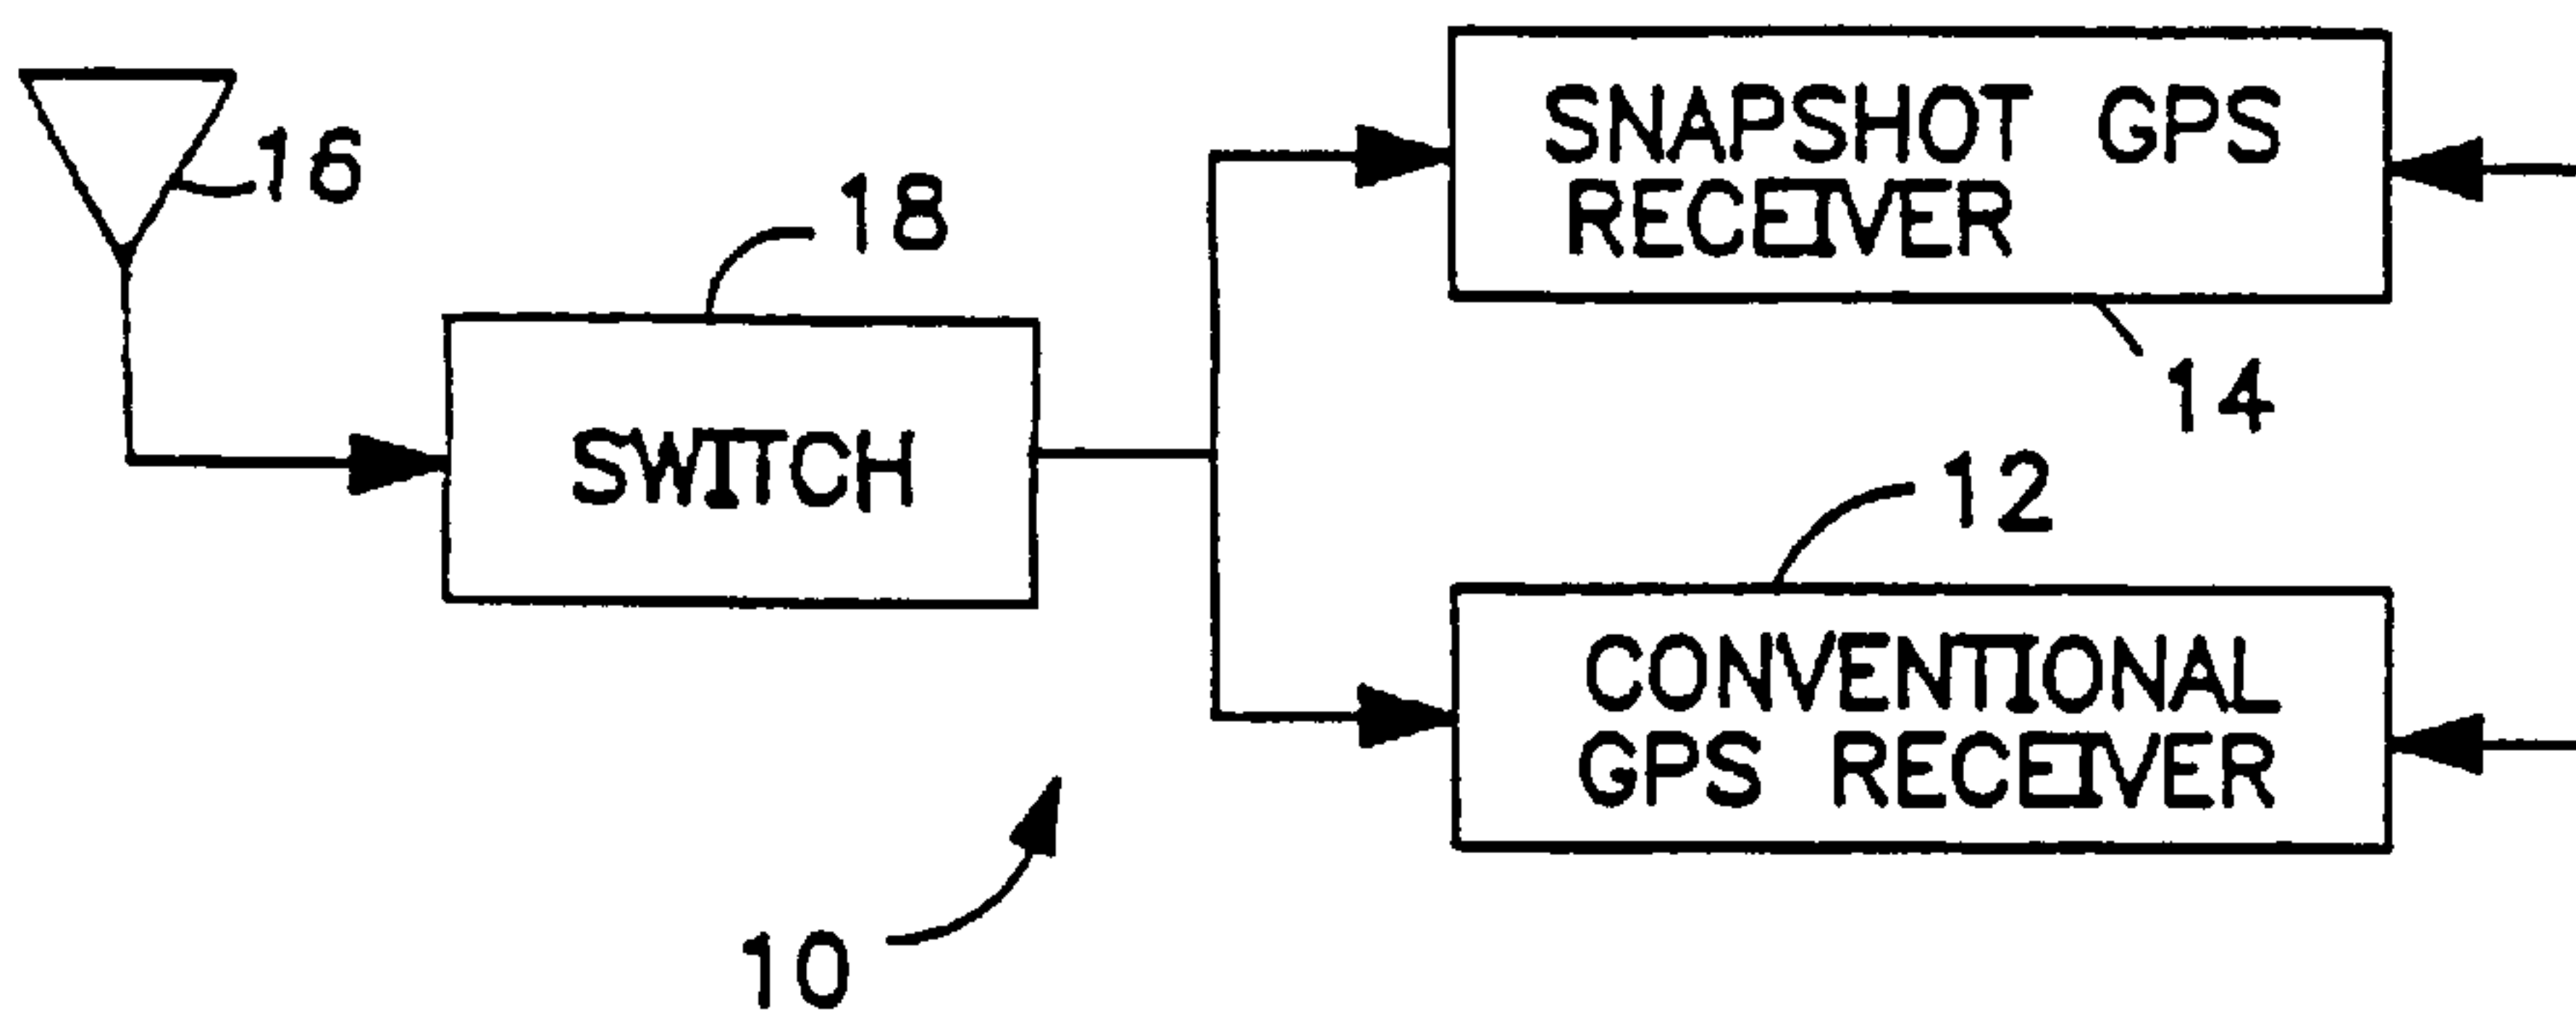 16
18
SWITCH
SNAPSHOT GPS
RECEIVER
14
12
CONVENTIONAL
GPS RECEIVER
10